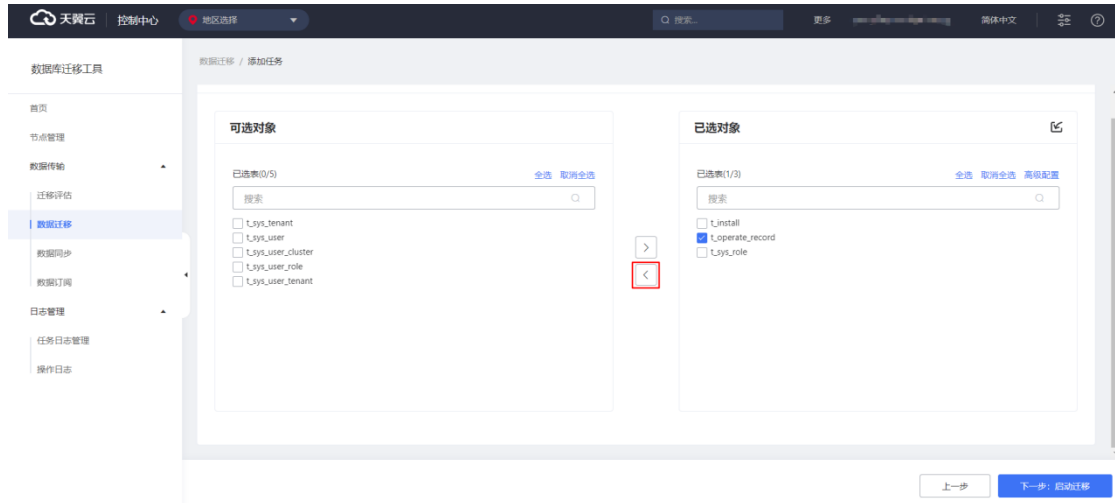 天翼云 控制中心 地区选择 搜索... 更多 简体中文
数据库迁移工具
数据迁移 / 添加任务
首页
节点管理
数据传输
迁移评估
数据迁移
数据同步
数据订阅
日志管理
任务日志管理
操作日志
可选对象
已选表(0/5) 全选 取消全选
搜索
t_sys_tenant
t_sys_user
t_sys_user_cluster
t_sys_user_role
t_sys_user_tenant
已选对象
已选表(1/3) 全选 取消全选 高级配置
搜索
t_install
t_operate_record
t_sys_role
上一步 下一步：启动迁移